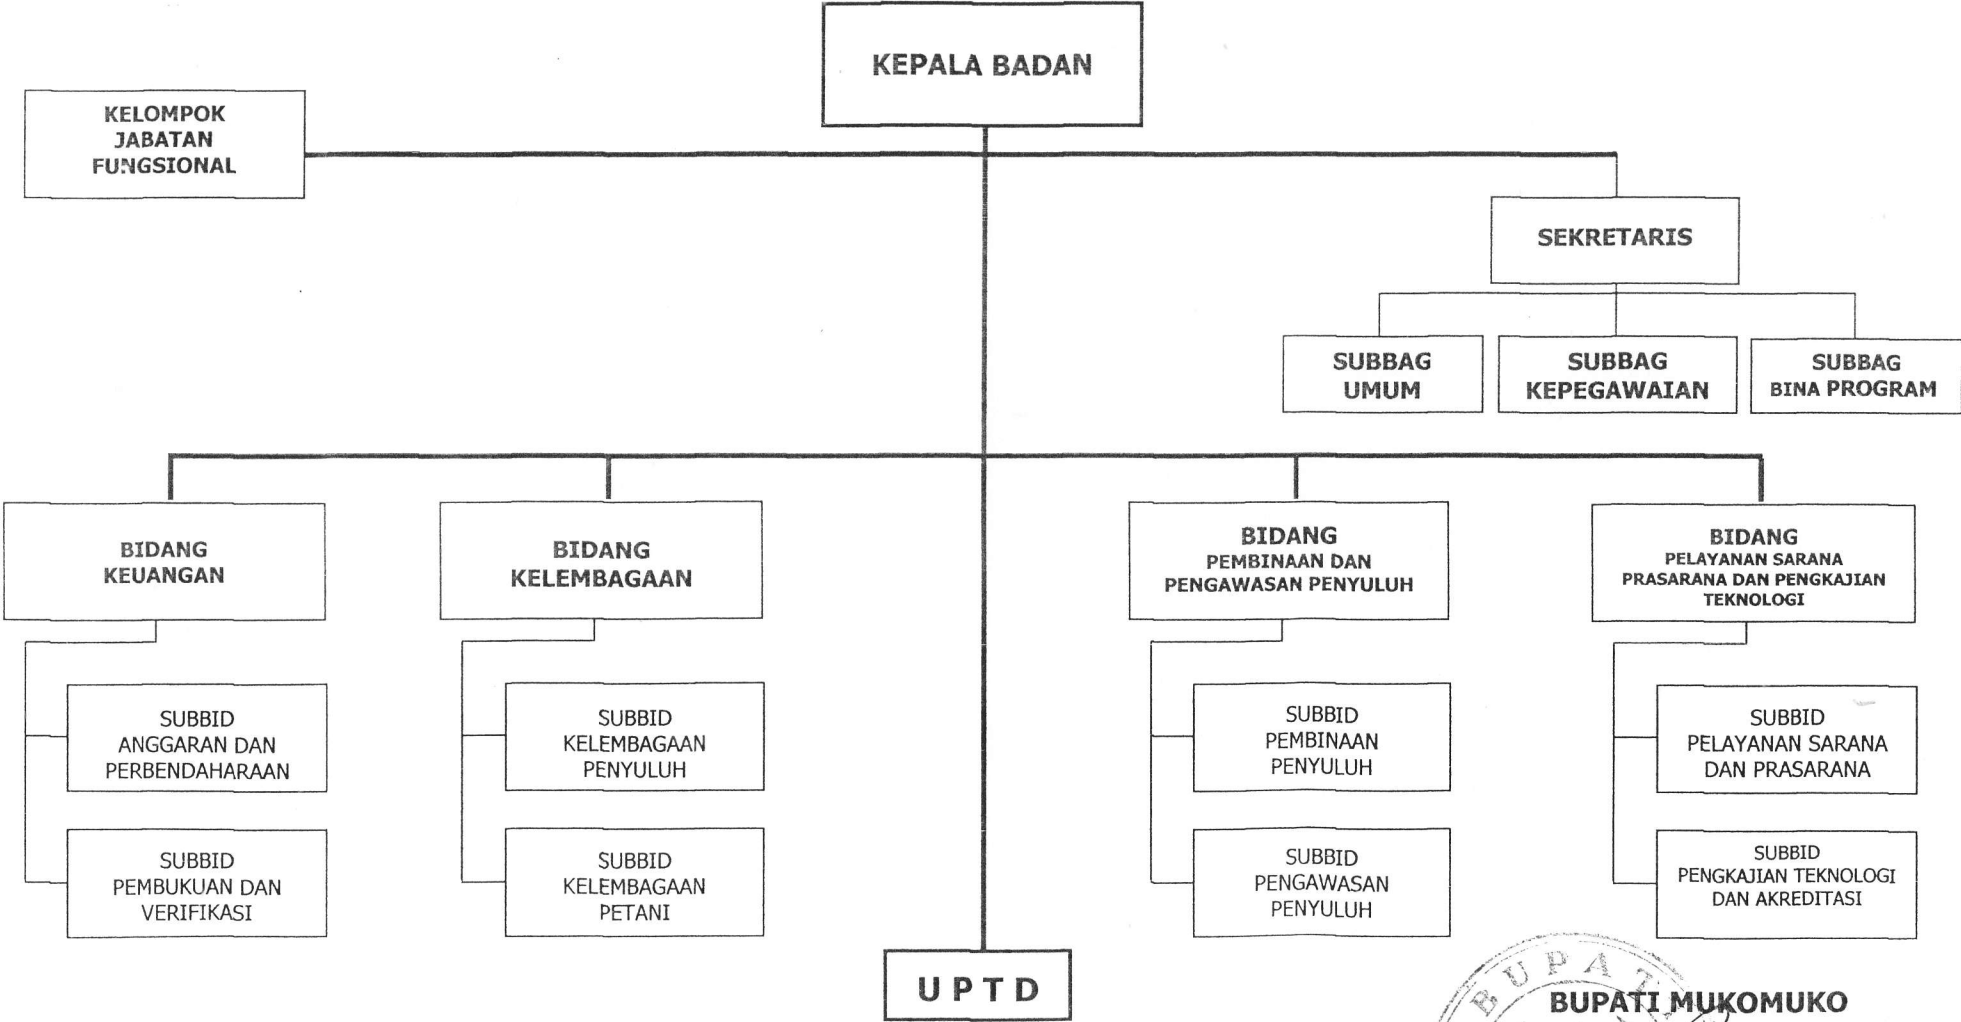 KEPALA BADAN
KELOMPOK
JABATAN
FUNGSIONAL
SEKRETARIS
SUBBAG
UMUM
SUBBAG
KEPEGAWAIAN
SUBBAG
BINA PROGRAM
BIDANG
KEUANGAN
BIDANG
KELEMBAGAAN
BIDANG
PEMBINAAN DAN
PENGAWASAN PENYULUH
BIDANG
PELAYANAN SARANA
PRASARANA DAN PENGKAJIAN
TEKNOLOGI
SUBBID
ANGGARAN DAN
PERBENDAHARAAN
SUBBID
KELEMBAGAAN
PENYULUH
SUBBID
PEMBINAAN
PENYULUH
SUBBID
PELAYANAN SARANA
DAN PRASARANA
SUBBID
PEMBUKUAN DAN
VERIFIKASI
SUBBID
KELEMBAGAAN
PETANI
SUBBID
PENGAWASAN
PENYULUH
SUBBID
PENGKAJIAN TEKNOLOGI
DAN AKREDITASI
U P T D
BUPATI MUKOMUKO